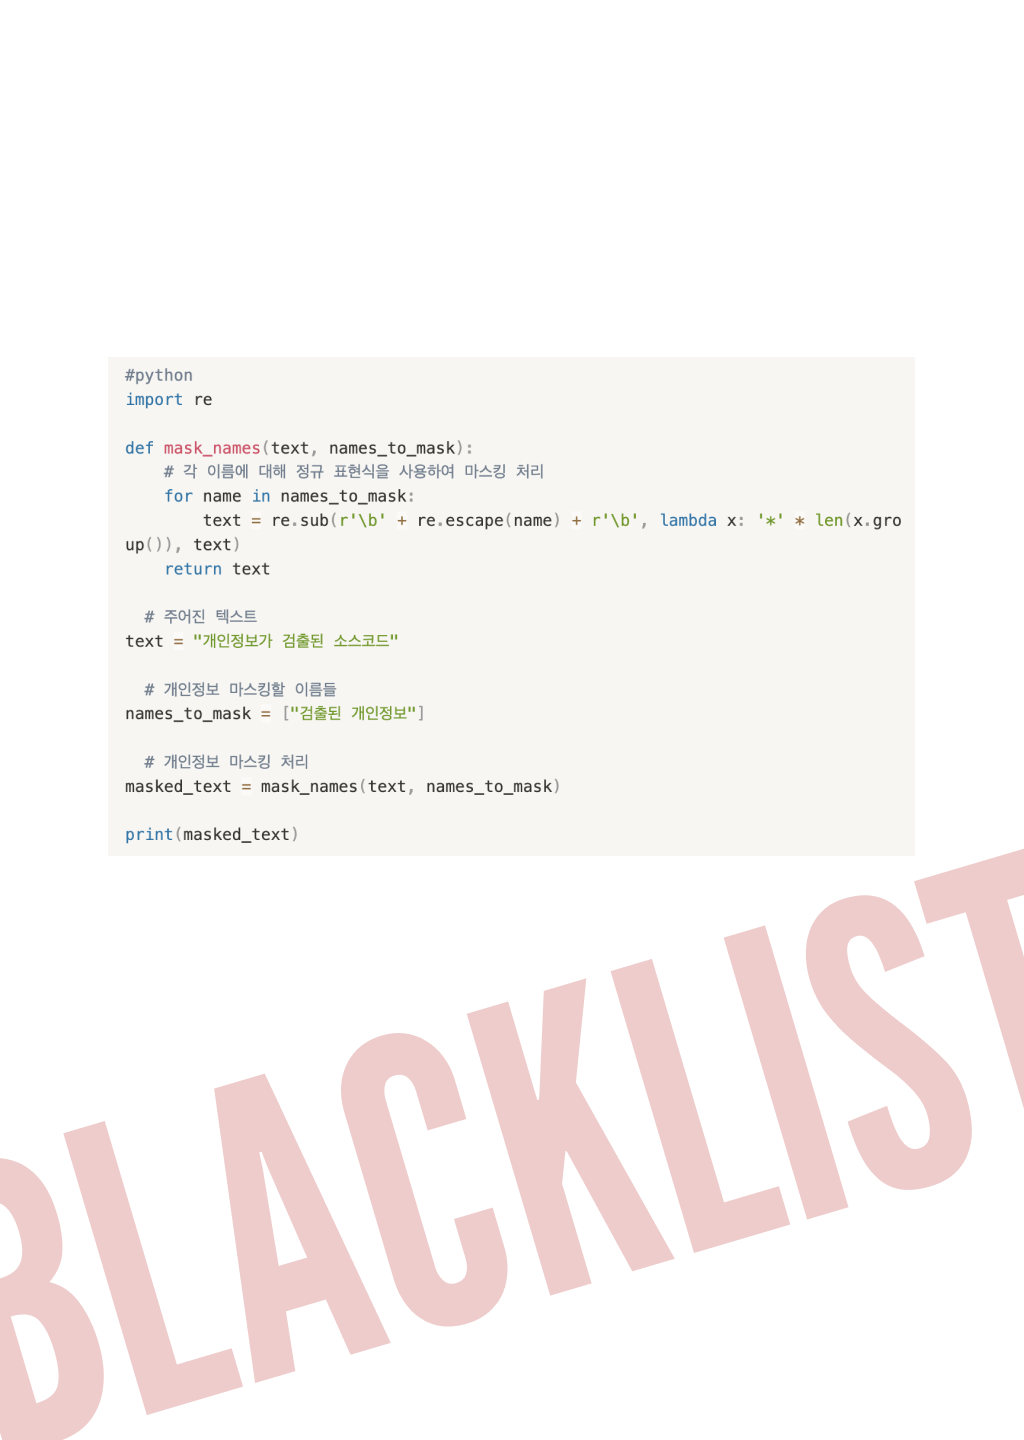 #python
import re
def mask_names(text, names_to_mask):
    # 각 이름에 대해 정규 표현식을 사용하여 마스킹 처리
    for name in names_to_mask:
        text = re.sub(r'\b' + re.escape(name) + r'\b', lambda x: '*' * len(x.gro
up()), text)
    return text
  # 주어진 텍스트
text = "개인정보가 검출된 소스코드"
  # 개인정보 마스킹할 이름들
names_to_mask = ["검출된 개인정보"]
  # 개인정보 마스킹 처리
masked_text = mask_names(text, names_to_mask)
print(masked_text)
BLACKLIST